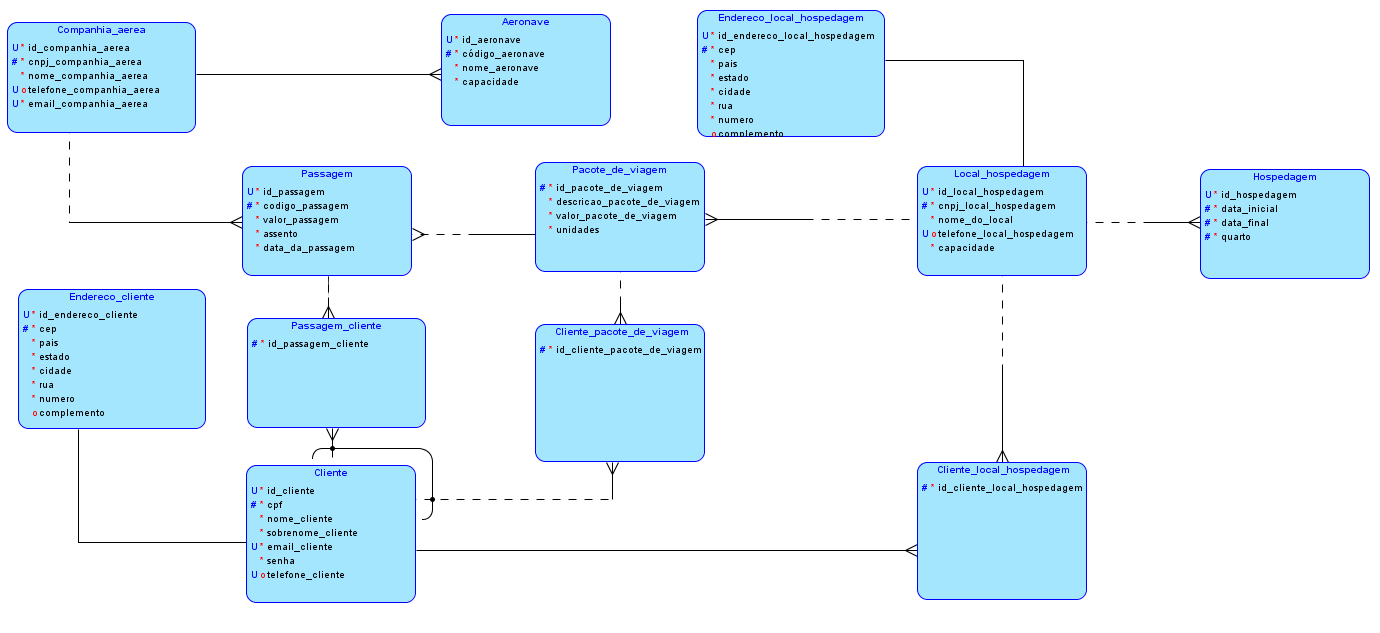 Companhia_aerea
U * id_companhia_aerea
# * cnpj_companhia_aerea
* nome_companhia_aerea
U o telefone_companhia_aerea
U * email_companhia_aerea
Aeronave
U * id_aeronave
# * código_aeronave
* nome_aeronave
* capacidade
Endereco_local_hospedagem
U * id_endereco_local_hospedagem
# * cep
* pais
* estado
* cidade
* rua
* numero
o complemento
Passagem
U * id_passagem
# * codigo_passagem
* valor_passagem
* assento
* data_da_passagem
Pacote_de_viagem
# * id_pacote_de_viagem
* descricao_pacote_de_viagem
* valor_pacote_de_viagem
* unidades
Local_hospedagem
U * id_local_hospedagem
# * cnpj_local_hospedagem
* nome_do_local
U o telefone_local_hospedagem
* capacidade
Hospedagem
U * id_hospedagem
# * data_inicial
# * data_final
# * quarto
Endereco_cliente
U * id_endereco_cliente
# * cep
* pais
* estado
* cidade
* rua
* numero
o complemento
Passagem_cliente
# * id_passagem_cliente
Cliente_pacote_de_viagem
# * id_cliente_pacote_de_viagem
Cliente
U * id_cliente
# * cpf
* nome_cliente
* sobrenome_cliente
U * email_cliente
* senha
U o telefone_cliente
Cliente_local_hospedagem
# * id_cliente_local_hospedagem